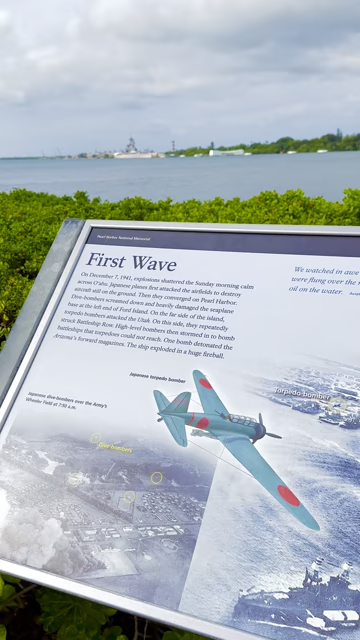 Pearl Harbor National Memorial
First Wave
On December 7, 1941, explosions shattered the Sunday morning calm
across O'ahu. Japanese planes first attacked the airfields to destroy
aircraft still on the ground. Then they converged on Pearl Harbor.
Dive-bombers screamed down and heavily damaged the seaplane
base at the left end of Ford Island. On the far side of the island,
torpedo bombers attacked the Utah. On this side, they repeatedly
struck Battleship Row. High-level bombers then stormed in to bomb
battleships that torpedoes could not reach. One bomb detonated the
Arizona's forward magazines. The ship exploded in a huge fireball.
We watched in awe
were flung over the
oil on the water.
Japanese torpedo bomber
Torpedo bomber
Japanese dive-bombers over the Army's
Wheeler Field at 7:50 a.m.
Dive-bombers